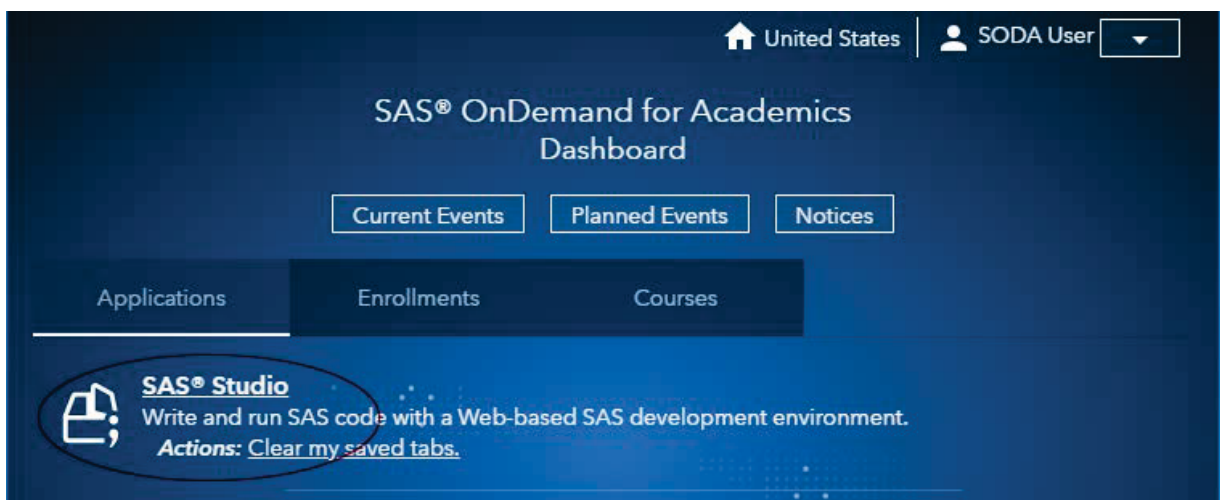 United States
SODA User
SAS® OnDemand for Academics
Dashboard
Current Events
Planned Events
Notices
Applications
Enrollments
Courses
SAS® Studio
Write and run SAS code with a Web-based SAS development environment.
Actions: Clear my saved tabs.